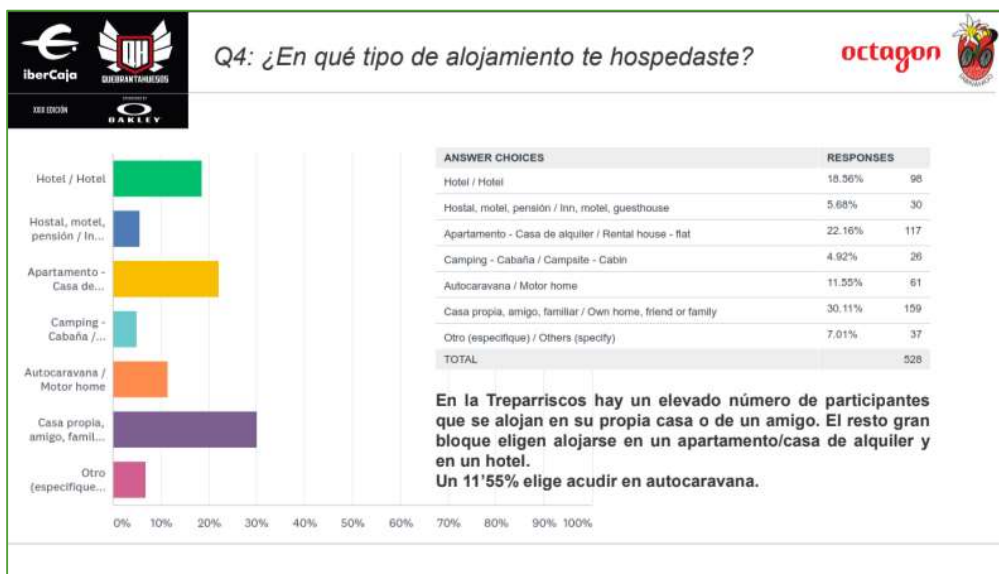 iberCaja
QH
QUEBRANTAHUESOS
XXIX EDICIÓN
SPONSORED BY
OAKLEY
Q4: ¿En qué tipo de alojamiento te hospedaste?
octagon
Hotel / Hotel
Hostal, motel,
pensión / In...
Apartamento -
Casa de...
Camping -
Cabaña /...
Autocaravana /
Motor home
Casa propia,
amigo, famil...
Otro
(especifique...
0% 10% 20% 30% 40% 50% 60% 70% 80% 90% 100%
ANSWER CHOICES RESPONSES
Hotel / Hotel 18.56% 98
Hostal, motel, pensión / Inn, motel, guesthouse 5.68% 30
Apartamento - Casa de alquiler / Rental house - flat 22.16% 117
Camping - Cabaña / Campsite - Cabin 4.92% 26
Autocaravana / Motor home 11.55% 61
Casa propia, amigo, familiar / Own home, friend or family 30.11% 159
Otro (especifique) / Others (specify) 7.01% 37
TOTAL 528
En la Treparriscos hay un elevado número de participantes
que se alojan en su propia casa o de un amigo. El resto gran
bloque eligen alojarse en un apartamento/casa de alquiler y
en un hotel.
Un 11'55% elige acudir en autocaravana.